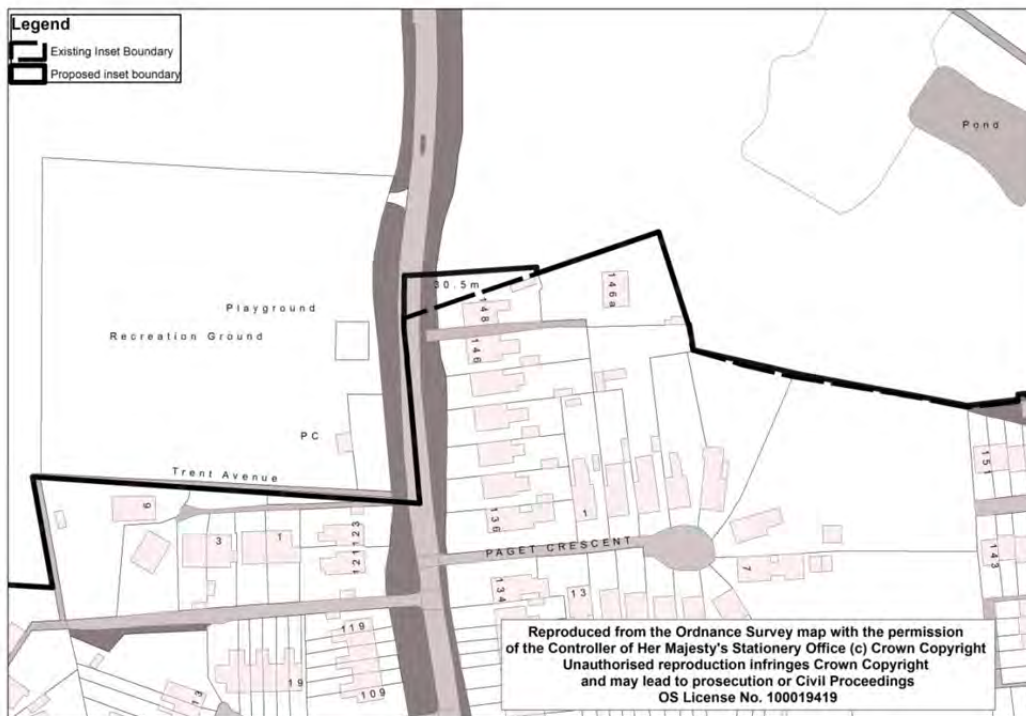 Legend
Existing Inset Boundary
Proposed inset boundary
Pond
30.5m
146a
148
146
Playground
Recreation Ground
PC
Trent Avenue
9
3
1
123
121
136
1
PAGET CRESCENT
7
151
143
134
13
119
109
19
13
Reproduced from the Ordnance Survey map with the permission
of the Controller of Her Majesty's Stationery Office (c) Crown Copyright
Unauthorised reproduction infringes Crown Copyright
and may lead to prosecution or Civil Proceedings
OS License No. 100019419